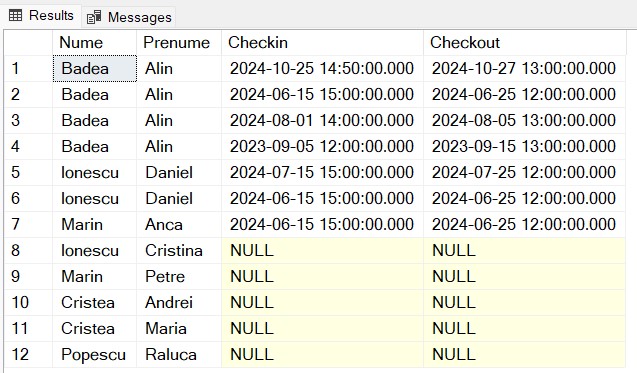 Results Messages
Nume Prenume Checkin Checkout
1 Badea Alin 2024-10-25 14:50:00.000 2024-10-27 13:00:00.000
2 Badea Alin 2024-06-15 15:00:00.000 2024-06-25 12:00:00.000
3 Badea Alin 2024-08-01 14:00:00.000 2024-08-05 13:00:00.000
4 Badea Alin 2023-09-05 12:00:00.000 2023-09-15 13:00:00.000
5 Ionescu Daniel 2024-07-15 15:00:00.000 2024-07-25 12:00:00.000
6 Ionescu Daniel 2024-06-15 15:00:00.000 2024-06-25 12:00:00.000
7 Marin Anca 2024-06-15 15:00:00.000 2024-06-25 12:00:00.000
8 Ionescu Cristina NULL NULL
9 Marin Petre NULL NULL
10 Cristea Andrei NULL NULL
11 Cristea Maria NULL NULL
12 Popescu Raluca NULL NULL